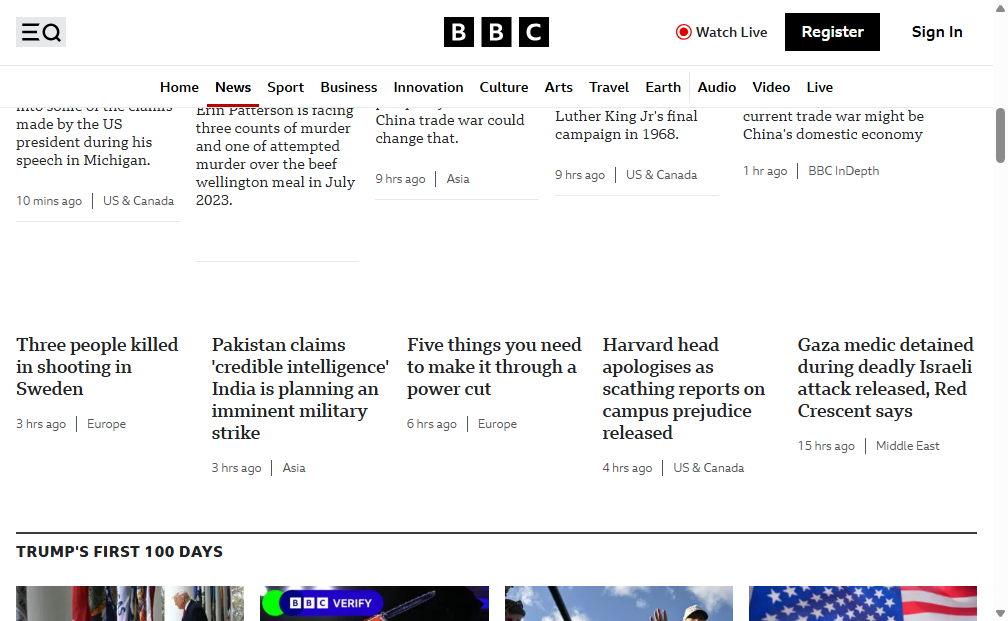 BBC
Watch Live
Register
Sign In
Home
News
Sport
Business
Innovation
Culture
Arts
Travel
Earth
Audio
Video
Live
into some of the claims
made by the US
president during his
speech in Michigan.
10 mins ago
US & Canada
Erin Patterson is facing
three counts of murder
and one of attempted
murder over the beef
wellington meal in July
2023.
China trade war could
change that.
9 hrs ago
Asia
Luther King Jr's final
campaign in 1968.
9 hrs ago
US & Canada
current trade war might be
China's domestic economy
1 hr ago
BBC InDepth
Three people killed
in shooting in
Sweden
3 hrs ago
Europe
Pakistan claims
'credible intelligence'
India is planning an
imminent military
strike
3 hrs ago
Asia
Five things you need
to make it through a
power cut
6 hrs ago
Europe
Harvard head
apologises as
scathing reports on
campus prejudice
released
4 hrs ago
US & Canada
Gaza medic detained
during deadly Israeli
attack released, Red
Crescent says
15 hrs ago
Middle East
TRUMP'S FIRST 100 DAYS
BBC VERIFY